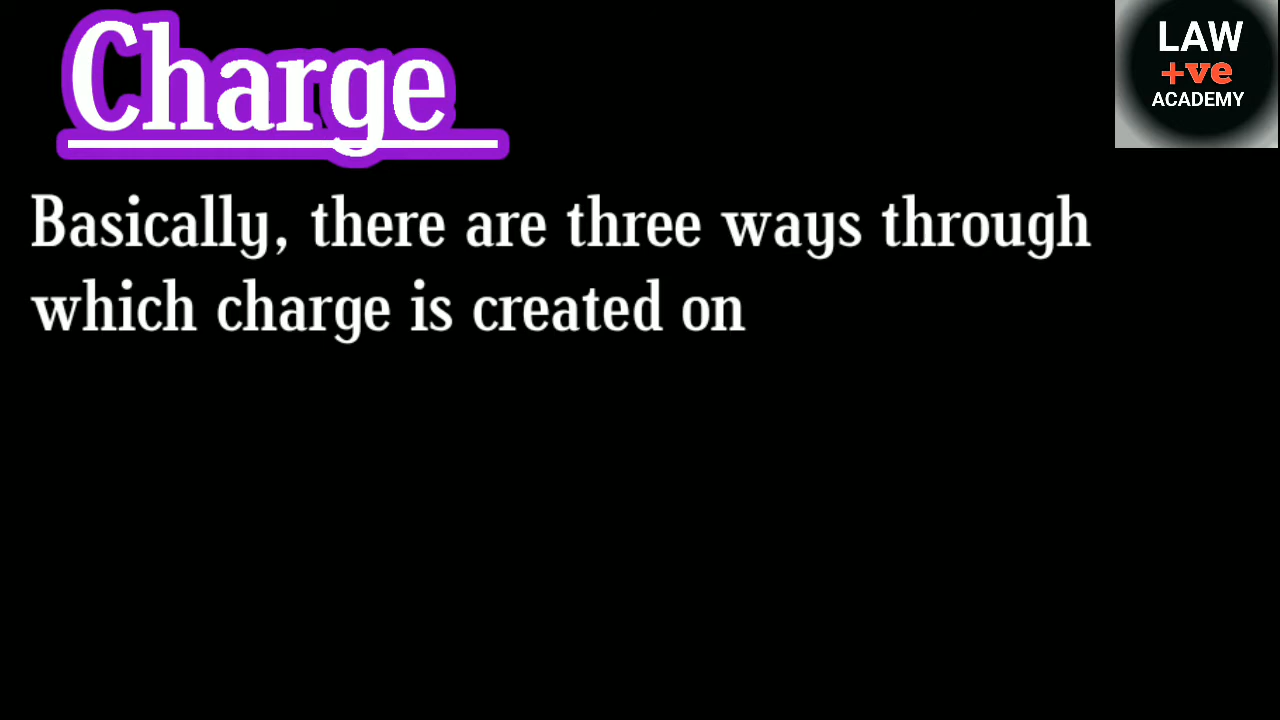 Charge
LAW
+ve
ACADEMY
Basically, there are three ways through
which charge is created on